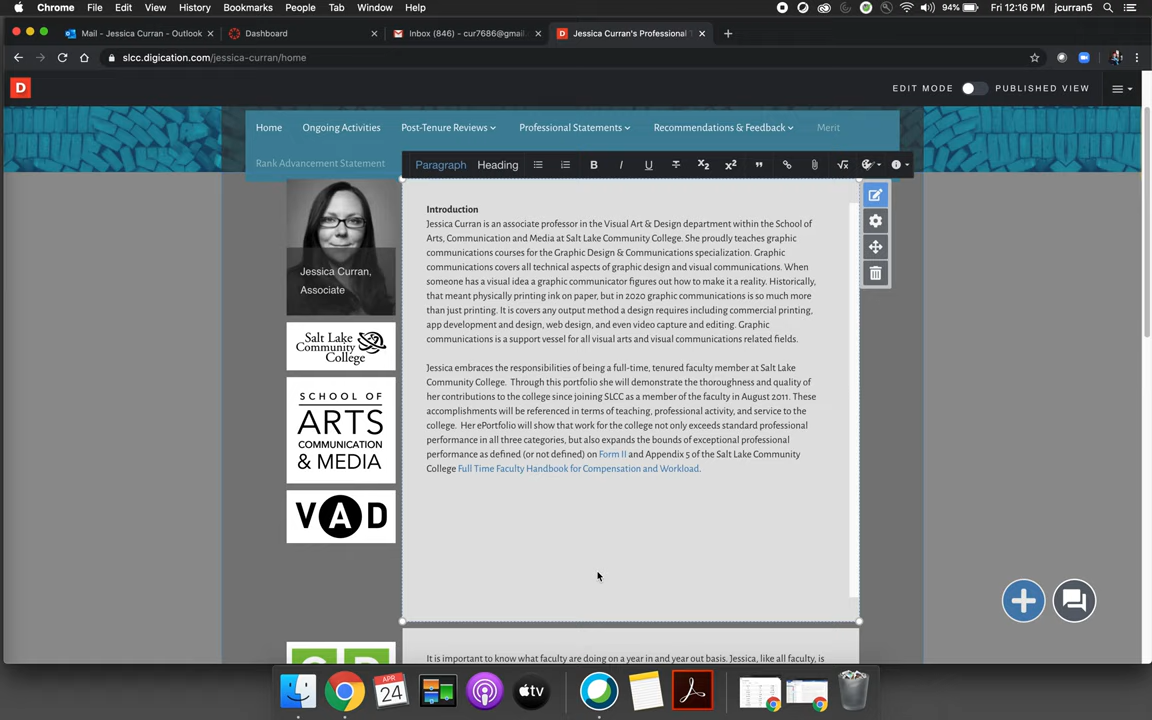 Chrome File Edit View History Bookmarks People Tab Window Help 94% Fri 12:16 PM jcurran5
Mail - Jessica Curran - Outlook Dashboard Inbox (846) - cur7686@gmail. Jessica Curran's Professional T
slcc.digication.com/jessica-curran/home
D EDIT MODE PUBLISHED VIEW
Home Ongoing Activities Post-Tenure Reviews Professional Statements Recommendations & Feedback Merit
Rank Advancement Statement
Paragraph Heading B I U T X2 X2 " √x
Introduction
Jessica Curran is an associate professor in the Visual Art & Design department within the School of
Arts, Communication and Media at Salt Lake Community College. She proudly teaches graphic
communications courses for the Graphic Design & Communications specialization. Graphic
communications covers all technical aspects of graphic design and visual communications. When
someone has a visual idea a graphic communicator figures out how to make it a reality. Historically,
that meant physically printing ink on paper, but in 2020 graphic communications is so much more
than just printing. It is covers any output method a design requires including commercial printing,
app development and design, web design, and even video capture and editing. Graphic
communications is a support vessel for all visual arts and visual communications related fields.
Jessica embraces the responsibilities of being a full-time, tenured faculty member at Salt Lake
Community College. Through this portfolio she will demonstrate the thoroughness and quality of
her contributions to the college since joining SLCC as a member of the faculty in August 2011. These
accomplishments will be referenced in terms of teaching, professional activity, and service to the
college. Her ePortfolio will show that work for the college not only exceeds standard professional
performance in all three categories, but also expands the bounds of exceptional professional
performance as defined (or not defined) on Form II and Appendix 5 of the Salt Lake Community
College Full Time Faculty Handbook for Compensation and Workload.
Jessica Curran,
Associate
Salt Lake
Community
College
SCHOOL OF
ARTS
COMMUNICATION
& MEDIA
VAD
It is important to know what faculty are doing on a year in and year out basis. Jessica, like all faculty, is
APR
24
tv